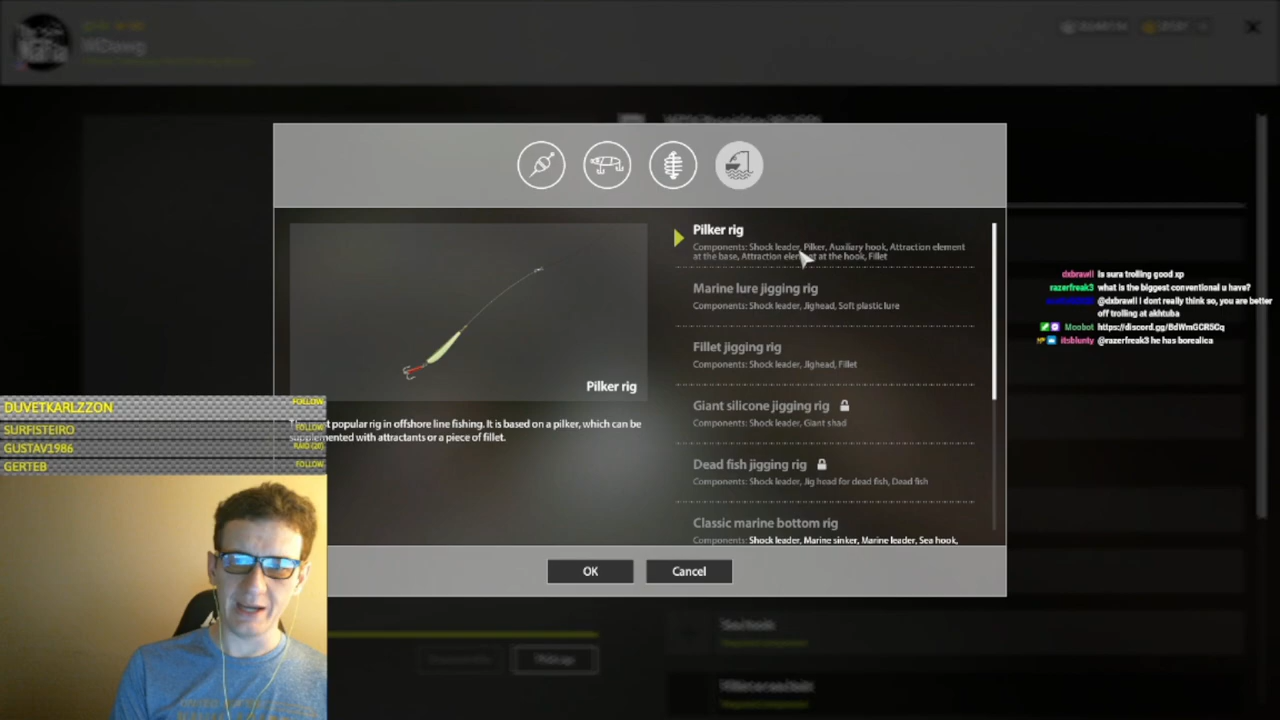 Pilker rig
Components: Shock leader, Pilker, Auxiliary hook, Attraction element
at the base, Attraction element at the hook, Fillet
Marine lure jigging rig
Components: Shock leader, Jighead, Soft plastic lure
Fillet jigging rig
Components: Shock leader, Jighead, Fillet
Giant silicone jigging rig
Components: Shock leader, Giant shad
Dead fish jigging rig
Components: Shock leader, Jig head for dead fish, Dead fish
Classic marine bottom rig
Components: Shock leader, Marine sinker, Marine leader, Sea hook,
Pilker rig
popular rig in offshore line fishing. It is based on a pilker, which can be
with attractants or a piece of fillet.
OK
Cancel
DUVETKARLZZON FOLLOW
SURFISTEIRO FOLLOW
GUSTAV1986 RAID (20)
GERTEB FOLLOW
dxbrawll Is sura trolling good xp
razerfreak3 what is the biggest conventional u have?
@dxbrawll I dont really think so, you are better
off trolling at akhtuba
Moobot https://discord.gg/BdWmGCR5Cq
itsblunty @razerfreak3 he has borealica
Sea hook